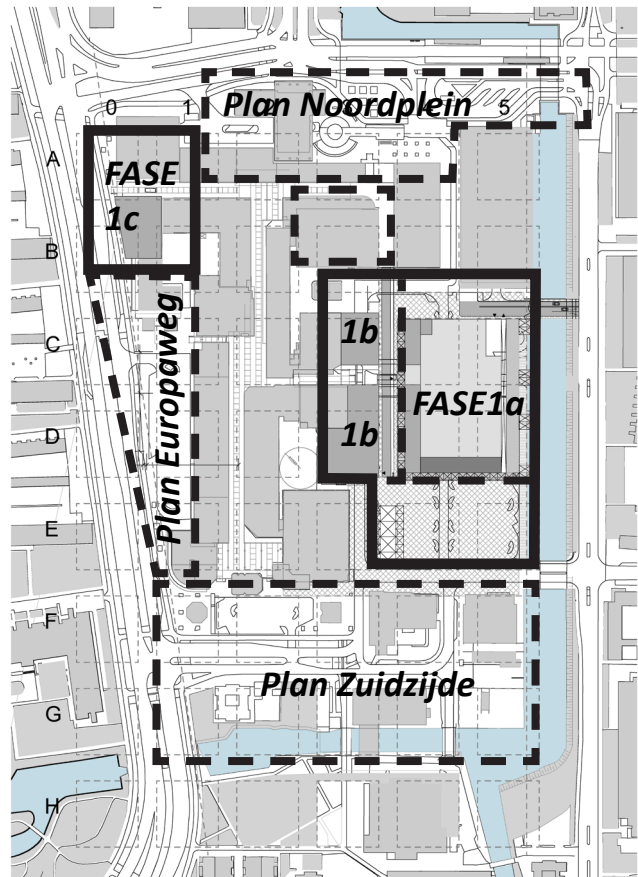 Plan Noordplein
0 1 5
A
FASE
1c
B
Plan Europaweg
C
1b
FASE1a
D
1b
E
F
Plan Zuidzijde
G
H